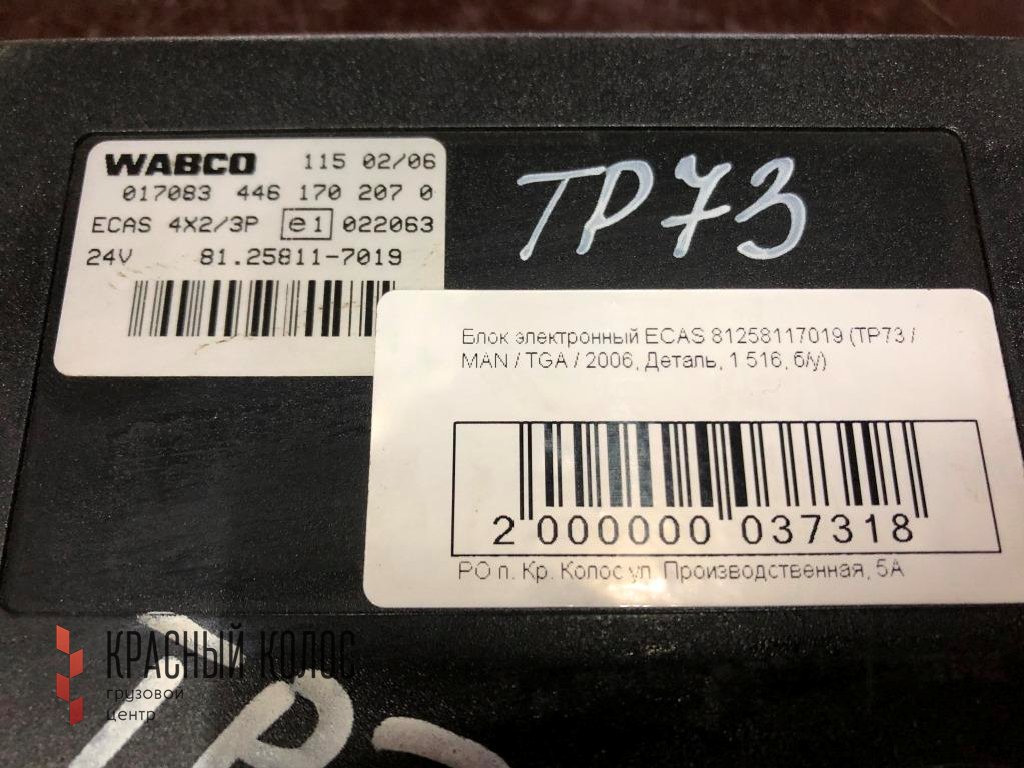 WABCO 115 02/06
017083 446 170 207 0
ECAS 4X2/3P e1 022063
24V 81.25811-7019
TP73
Блок электронный ECAS 81258117019 (TP73 /
MAN / TGA / 2006, Деталь, 1 516, б/у)
2 000000 037318
РО п. Кр. Колос ул. Производственная, 5А
КРАСНЫЙ КОЛОС
грузовой
центр